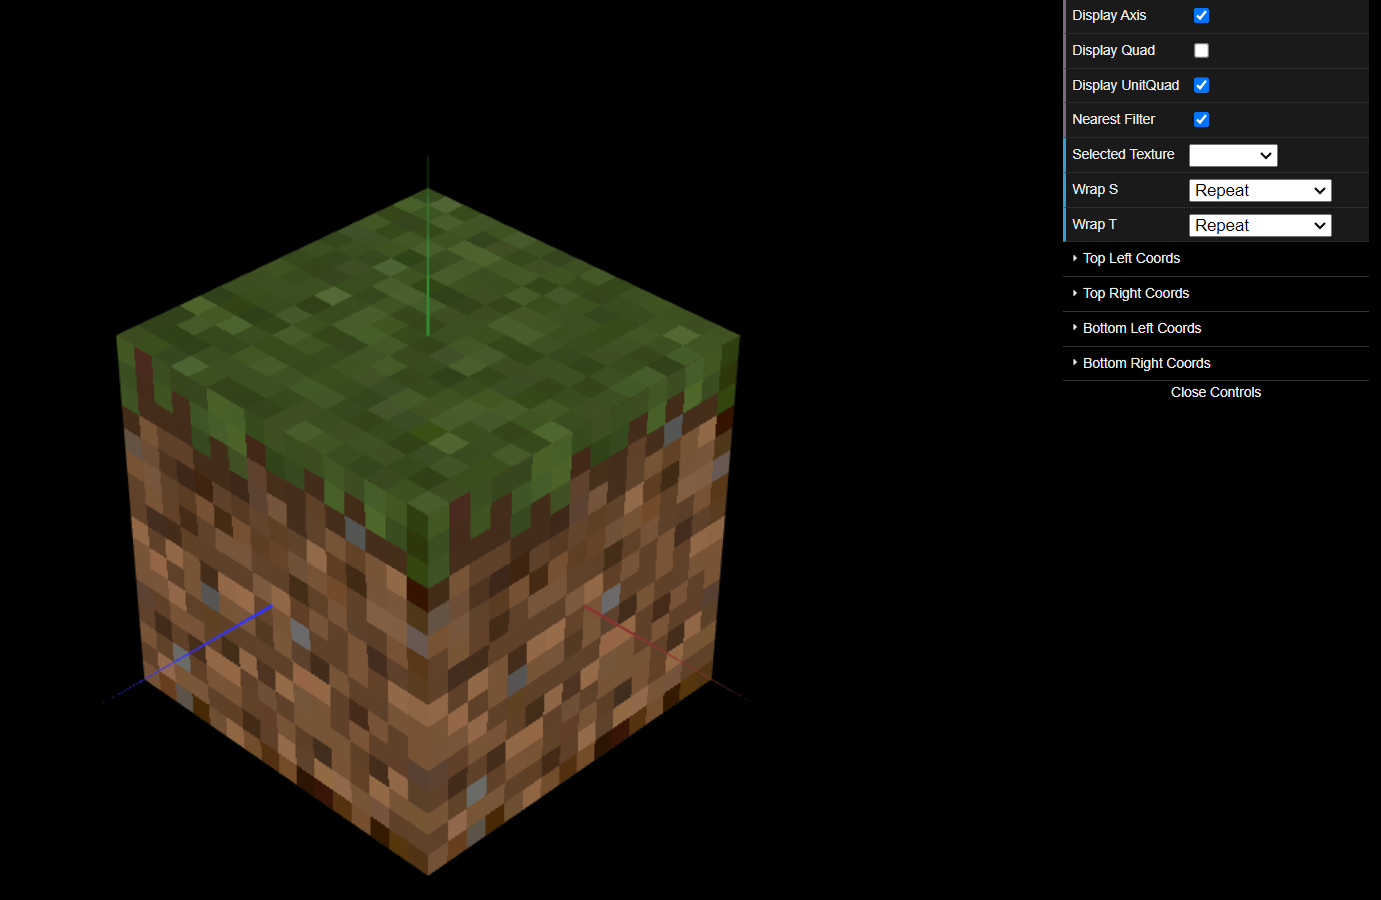 Display Axis
Display Quad
Display UnitQuad
Nearest Filter
Selected Texture
Wrap S Repeat
Wrap T Repeat
Top Left Coords
Top Right Coords
Bottom Left Coords
Bottom Right Coords
Close Controls